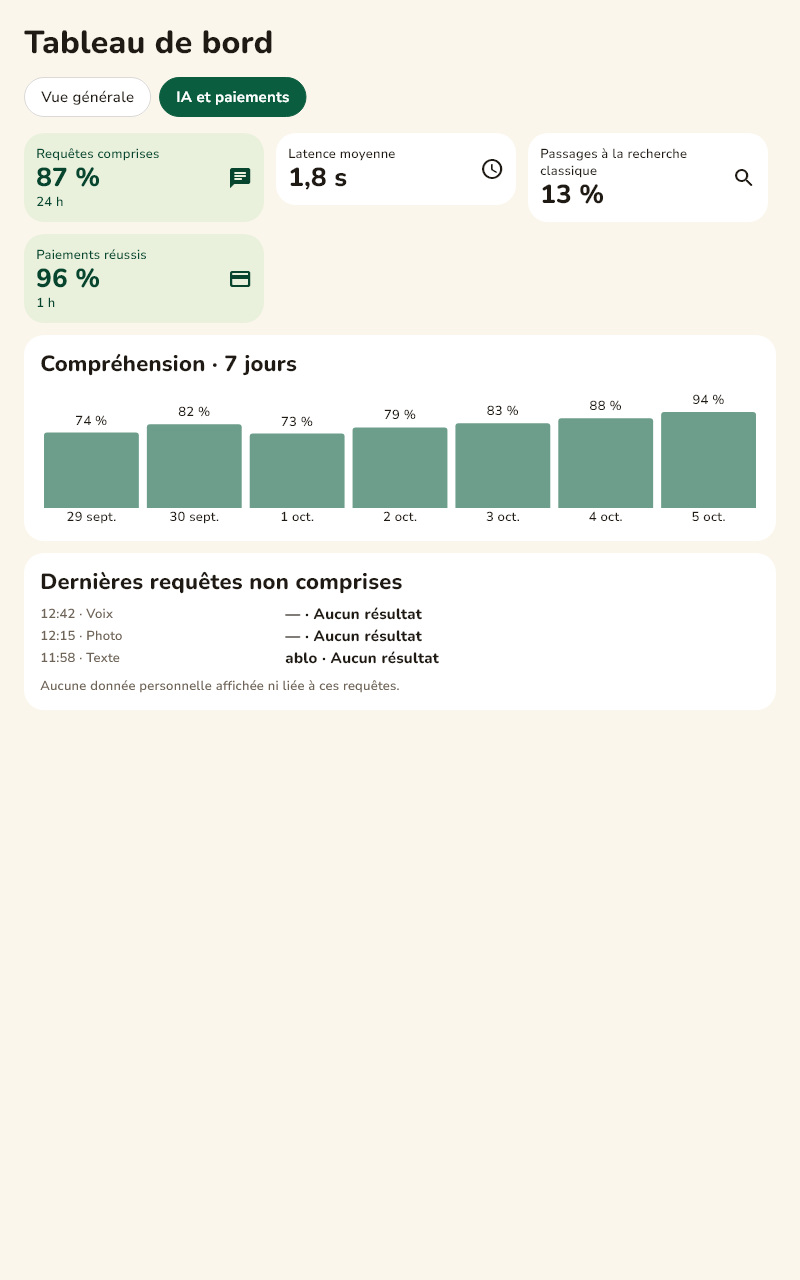 Tableau de bord
Vue générale
IA et paiements
Requêtes comprises
87 %
24 h
Latence moyenne
1,8 s
Passages à la recherche
classique
13 %
Paiements réussis
96 %
1 h
Compréhension · 7 jours
74 % 82 % 73 % 79 % 83 % 88 % 94 %
29 sept. 30 sept. 1 oct. 2 oct. 3 oct. 4 oct. 5 oct.
Dernières requêtes non comprises
12:42 · Voix — · Aucun résultat
12:15 · Photo — · Aucun résultat
11:58 · Texte ablo · Aucun résultat
Aucune donnée personnelle affichée ni liée à ces requêtes.